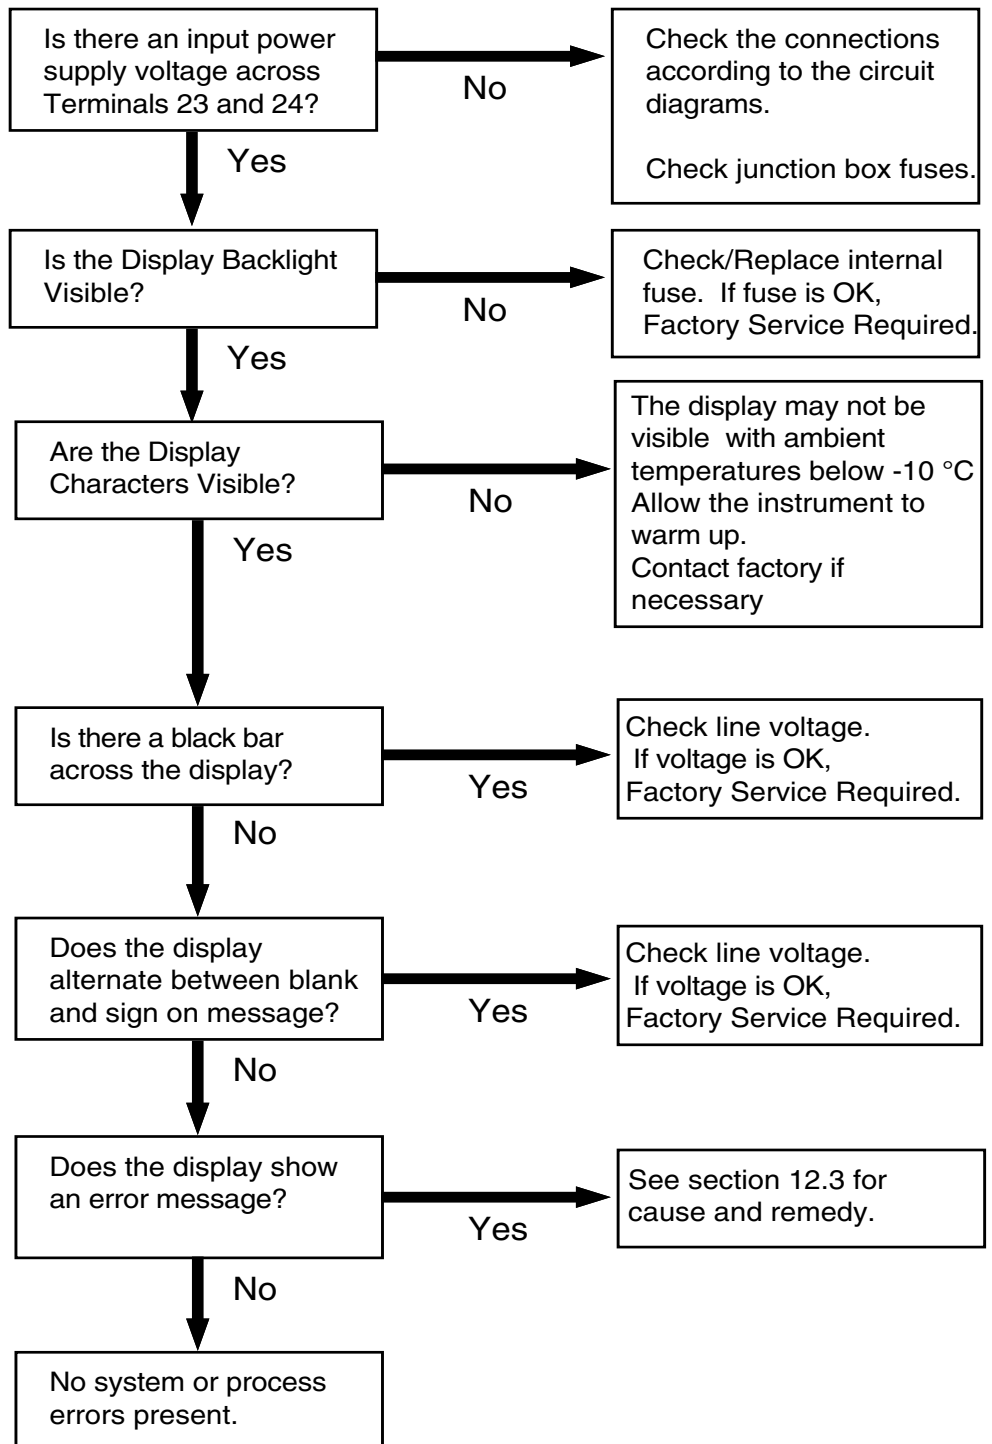 Is there an input power
supply voltage across
Terminals 23 and 24?
No
Check the connections
according to the circuit
diagrams.
Check junction box fuses.
Yes
Is the Display Backlight
Visible?
No
Check/Replace internal
fuse.  If fuse is OK,
Factory Service Required.
Yes
Are the Display
Characters Visible?
No
The display may not be
visible  with ambient
temperatures below -10 °C
Allow the instrument to
warm up.
Contact factory if
necessary
Yes
Is there a black bar
across the display?
Yes
Check line voltage.
If voltage is OK,
Factory Service Required.
No
Does the display
alternate between blank
and sign on message?
Yes
Check line voltage.
If voltage is OK,
Factory Service Required.
No
Does the display show
an error message?
Yes
See section 12.3 for
cause and remedy.
No
No system or process
errors present.